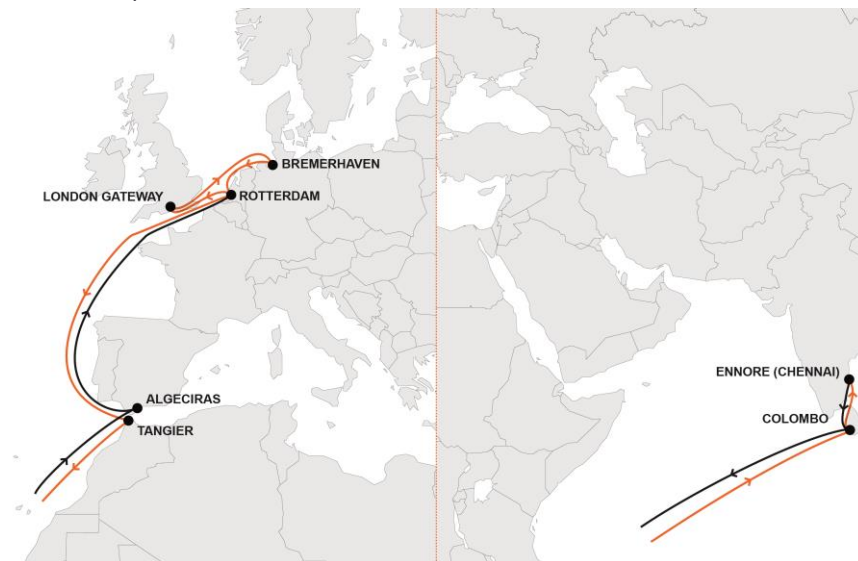 BREMERHAVEN
LONDON GATEWAY
ROTTERDAM
ALGECIRAS
TANGIER
ENNORE (CHENNAI)
COLOMBO